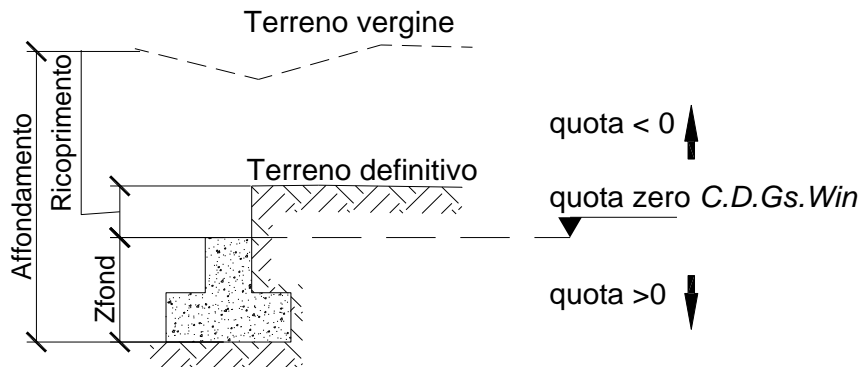 Terreno vergine
Affondamento
Ricoprimento
quota < 0
Terreno definitivo
quota zero C.D.Gs.Win
Zfond
quota >0